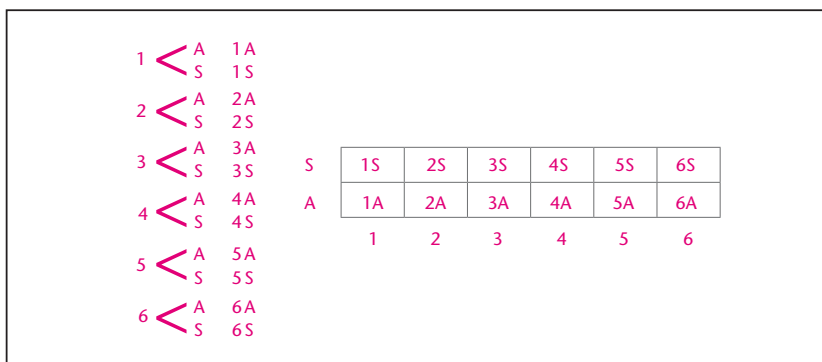 A 1A
1
S 1S
A 2A
2
S 2S
A 3A
3
S 3S
A 4A
4
S 4S
A 5A
5
S 5S
A 6A
6
S 6S
S 1S 2S 3S 4S 5S 6S
A 1A 2A 3A 4A 5A 6A
1 2 3 4 5 6